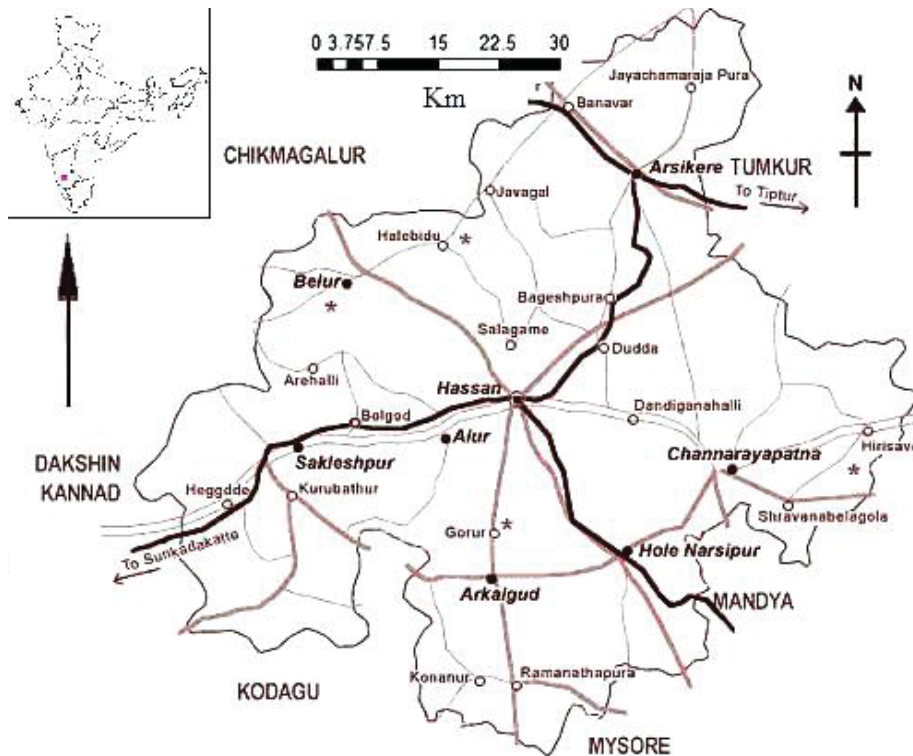 0 3.75 7.5 15 22.5 30
Km
N
Jayachamaraja Pura
Banavar
CHIKMAGALUR
Arsikere
TUMKUR
To Tiptur
Javagal
Halebidu *
Belur
*
Bageshpura
Salagame
Dudda
Arehalli
Hassan
Bolgod
Dandiganahalli
Alur
Hirisave
Channarayapatna
*
Sakleshpur
DAKSHIN
KANNAD
Heggdde
Kurubathur
Shravanabelagola
Gorur *
Hole Narsipur
To Sunkadakatte
Arkalgud
MANDYA
Konanur
Ramanathapura
KODAGU
MYSORE